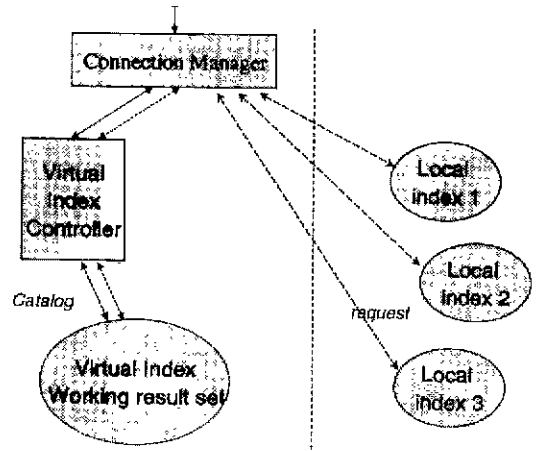 Connection Manager
Virtual
Index
Controller
Local
index 1
Local
index 2
Catalog
request
Virtual Index
Working result set
Local
index 3